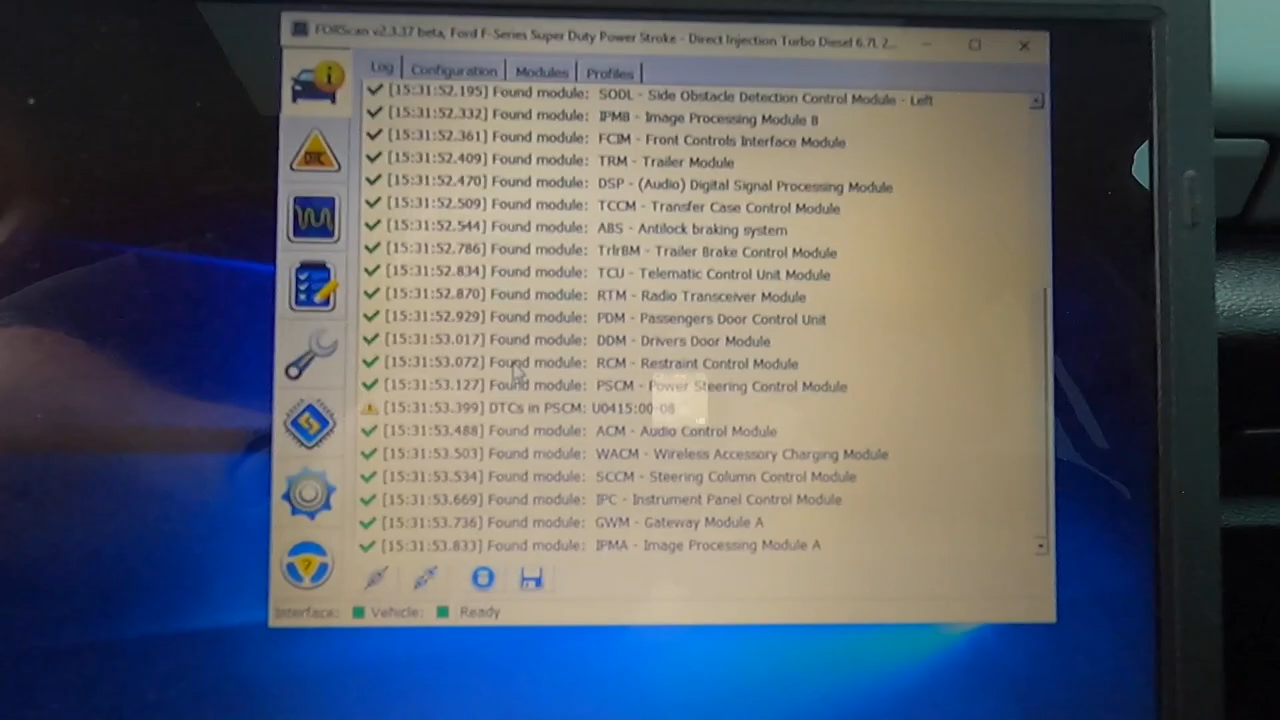 FORScan v2.3.37 beta, Ford F-Series Super Duty Power Stroke - Direct Injection Turbo Diesel 6.7L 2...
Log Configuration Modules Profiles
[15:31:52.195] Found module: SODL - Side Obstacle Detection Control Module - Left
[15:31:52.332] Found module: IPMB - Image Processing Module B
[15:31:52.361] Found module: FCIM - Front Controls Interface Module
[15:31:52.409] Found module: TRM - Trailer Module
[15:31:52.470] Found module: DSP - (Audio) Digital Signal Processing Module
[15:31:52.509] Found module: TCCM - Transfer Case Control Module
[15:31:52.544] Found module: ABS - Antilock braking system
[15:31:52.786] Found module: TrlrBM - Trailer Brake Control Module
[15:31:52.834] Found module: TCU - Telematic Control Unit Module
[15:31:52.870] Found module: RTM - Radio Transceiver Module
[15:31:52.929] Found module: PDM - Passengers Door Control Unit
[15:31:53.017] Found module: DDM - Drivers Door Module
[15:31:53.072] Found module: RCM - Restraint Control Module
[15:31:53.127] Found module: PSCM - Power Steering Control Module
[15:31:53.399] DTCs in PSCM: U0415:00-08
[15:31:53.488] Found module: ACM - Audio Control Module
[15:31:53.503] Found module: WACM - Wireless Accessory Charging Module
[15:31:53.534] Found module: SCCM - Steering Column Control Module
[15:31:53.669] Found module: IPC - Instrument Panel Control Module
[15:31:53.736] Found module: GWM - Gateway Module A
[15:31:53.833] Found module: IPMA - Image Processing Module A
Interface: Vehicle: Ready
DTC